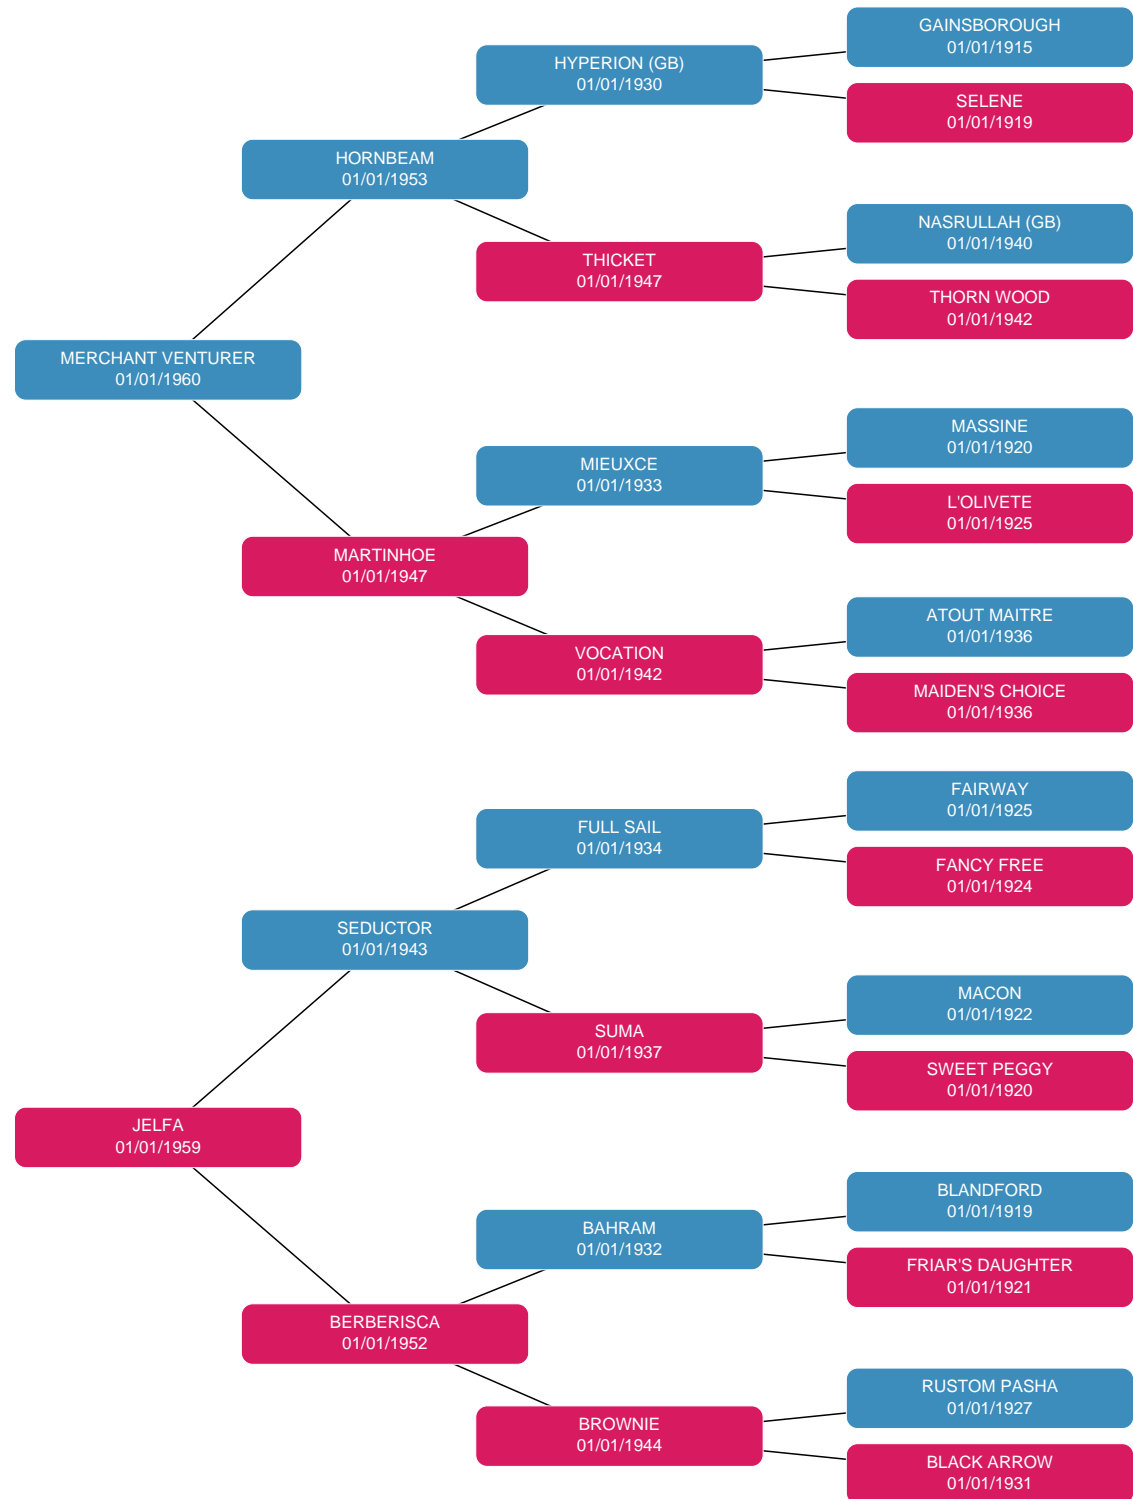 GAINSBOROUGH
01/01/1915
HYPERION (GB)
01/01/1930
SELENE
01/01/1919
HORNBEAM
01/01/1953
NASRULLAH (GB)
01/01/1940
THICKET
01/01/1947
THORN WOOD
01/01/1942
MERCHANT VENTURER
01/01/1960
MASSINE
01/01/1920
MIEUXCE
01/01/1933
L'OLIVETE
01/01/1925
MARTINHOE
01/01/1947
ATOUT MAITRE
01/01/1936
VOCATION
01/01/1942
MAIDEN'S CHOICE
01/01/1936
FAIRWAY
01/01/1925
FULL SAIL
01/01/1934
FANCY FREE
01/01/1924
SEDUCTOR
01/01/1943
MACON
01/01/1922
SUMA
01/01/1937
SWEET PEGGY
01/01/1920
JELFA
01/01/1959
BLANDFORD
01/01/1919
BAHRAM
01/01/1932
FRIAR'S DAUGHTER
01/01/1921
BERBERISCA
01/01/1952
RUSTOM PASHA
01/01/1927
BROWNIE
01/01/1944
BLACK ARROW
01/01/1931